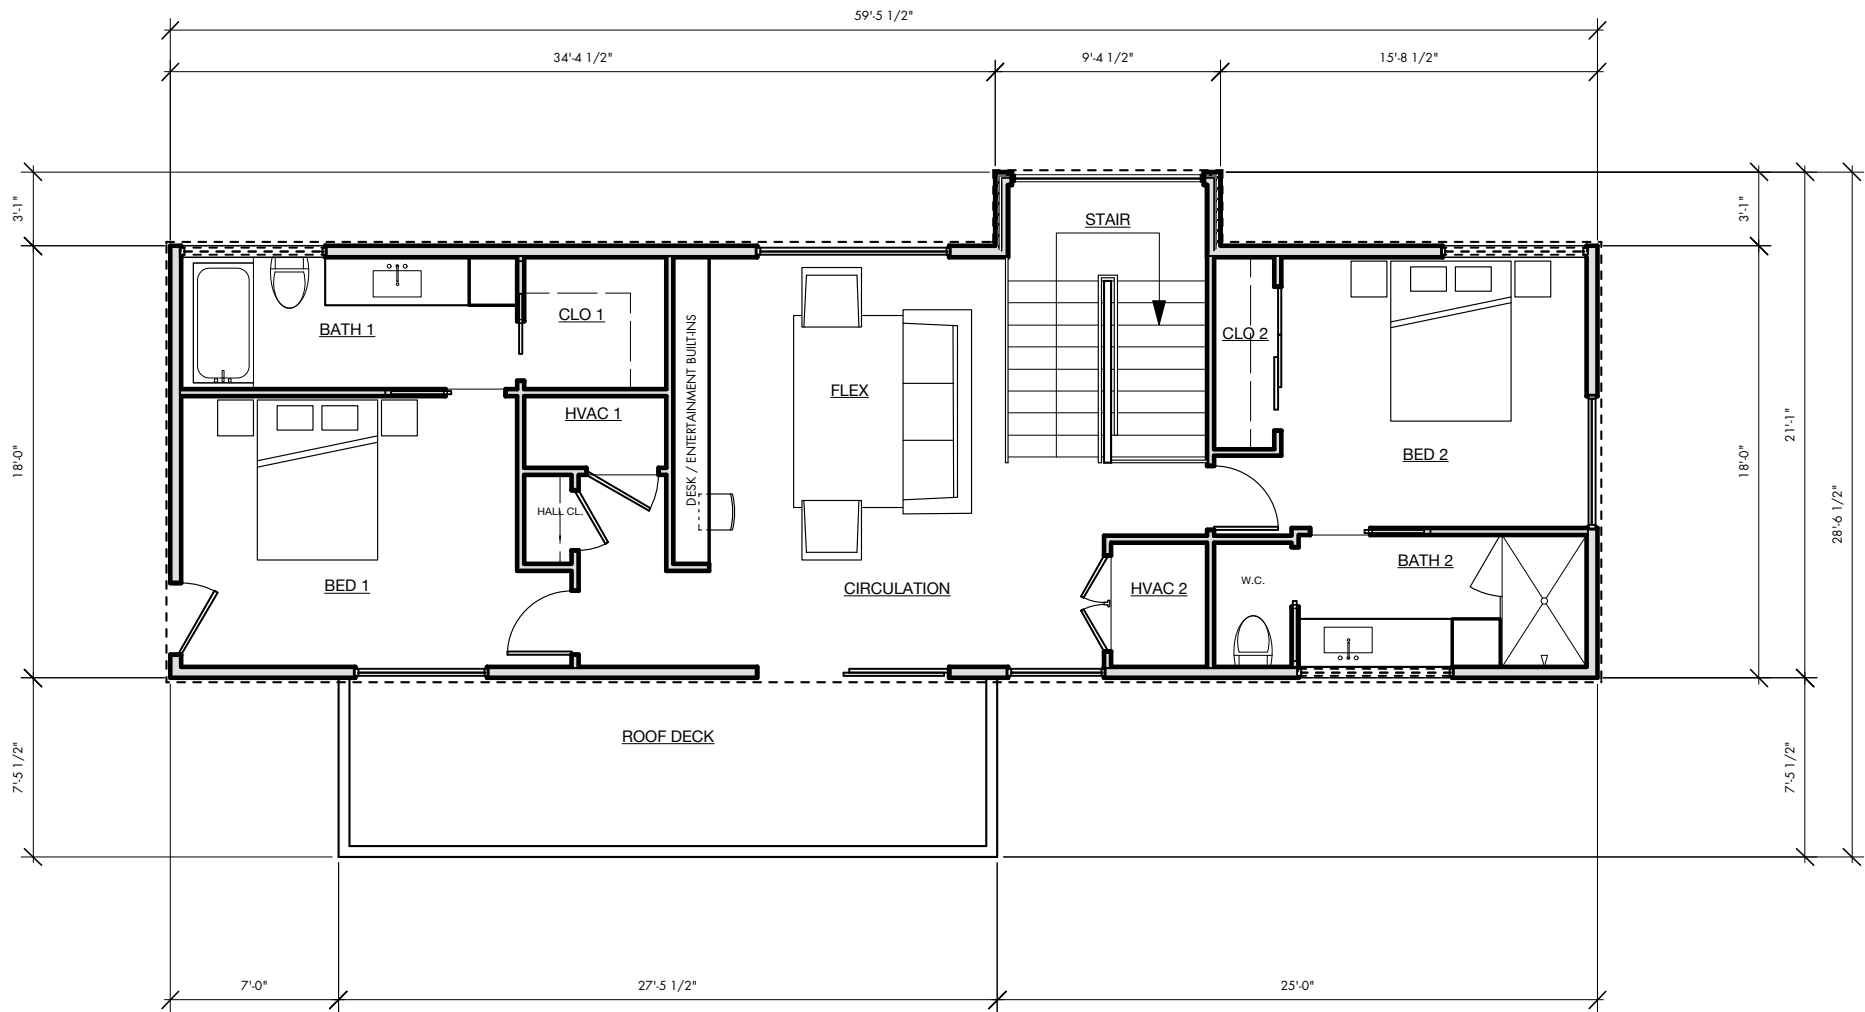 59'-5 1/2"
34'-4 1/2"
9'-4 1/2"
15'-8 1/2"
3'-1"
3'-1"
STAIR
BATH 1
CLO 1
CLO 2
DESK / ENTERTAINMENT BUILT-INS
FLEX
HVAC 1
21'-1"
18'-0"
BED 2
18'-0"
HALL CL.
28'-6 1/2"
BED 1
CIRCULATION
HVAC 2
W.C.
BATH 2
ROOF DECK
7'-5 1/2"
7'-5 1/2"
7'-0"
27'-5 1/2"
25'-0"